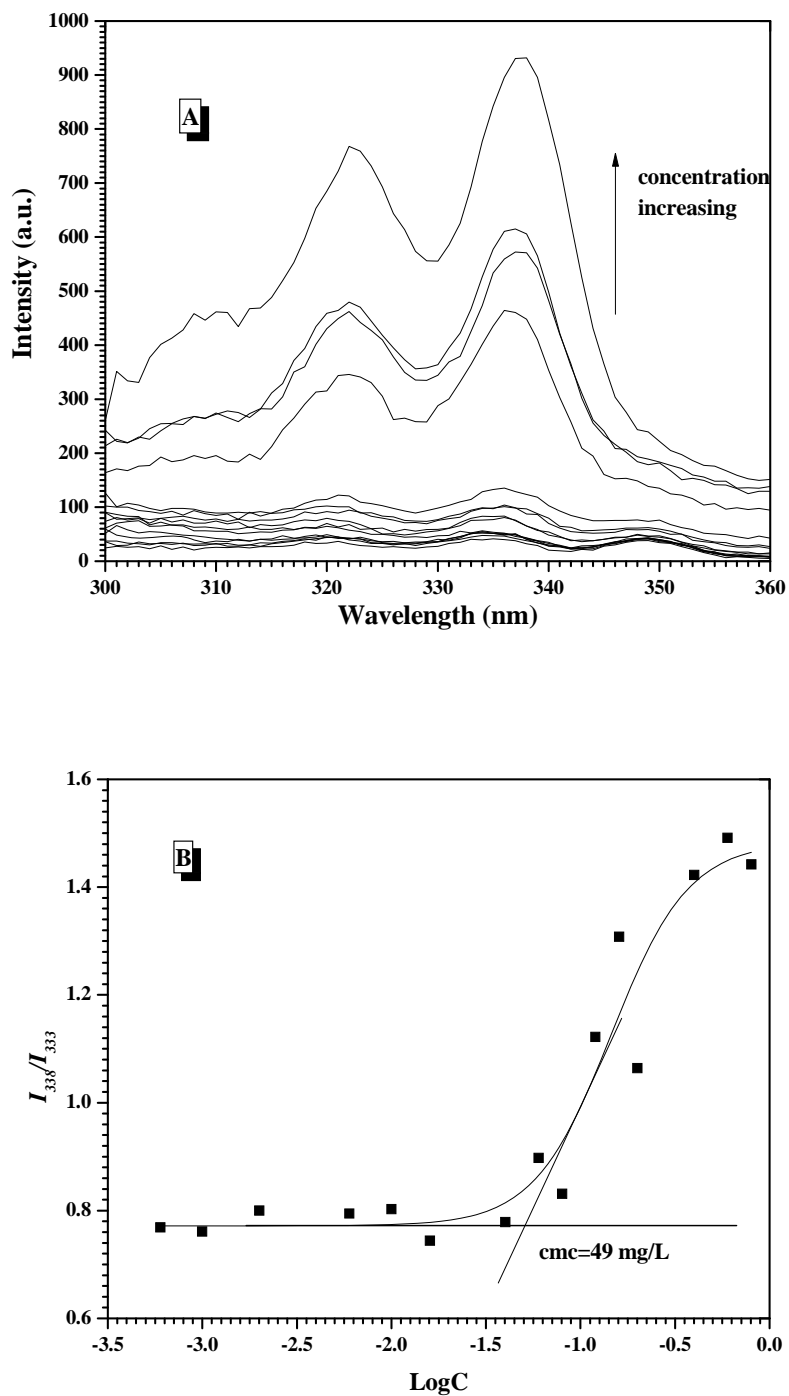 1000
900
A
800
700
concentration
600
increasing
500
400
300
200
100
0
300 310 320 330 340 350 360
Intensity (a.u.)
Wavelength (nm)
1.6
B
1.4
1.2
1.0
0.8
cmc=49 mg/L
0.6
-3.5 -3.0 -2.5 -2.0 -1.5 -1.0 -0.5 0.0
I338/I333
LogC